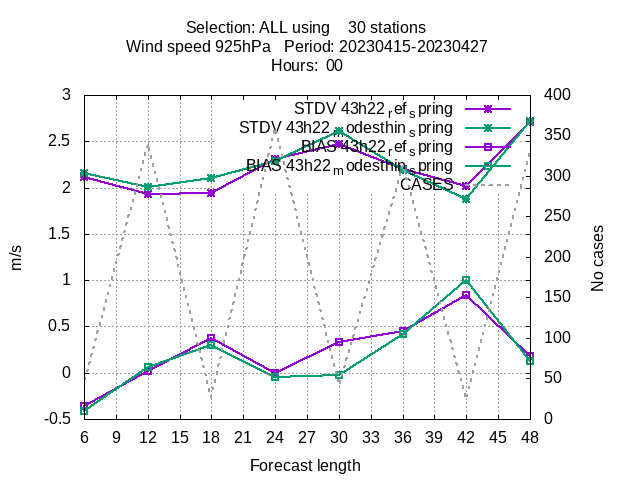 Selection: ALL using 30 stations
Wind speed 925hPa Period: 20230415-20230427
Hours: 00
STDV 43h22_ref_spring
STDV 43h22_modesthin_spring
BIAS 43h22_ref_spring
BIAS 43h22_modesthin_spring
CASES
3
2.5
2
1.5
1
0.5
0
-0.5
m/s
400
350
300
250
200
150
100
50
0
No cases
6 9 12 15 18 21 24 27 30 33 36 39 42 45 48
Forecast length